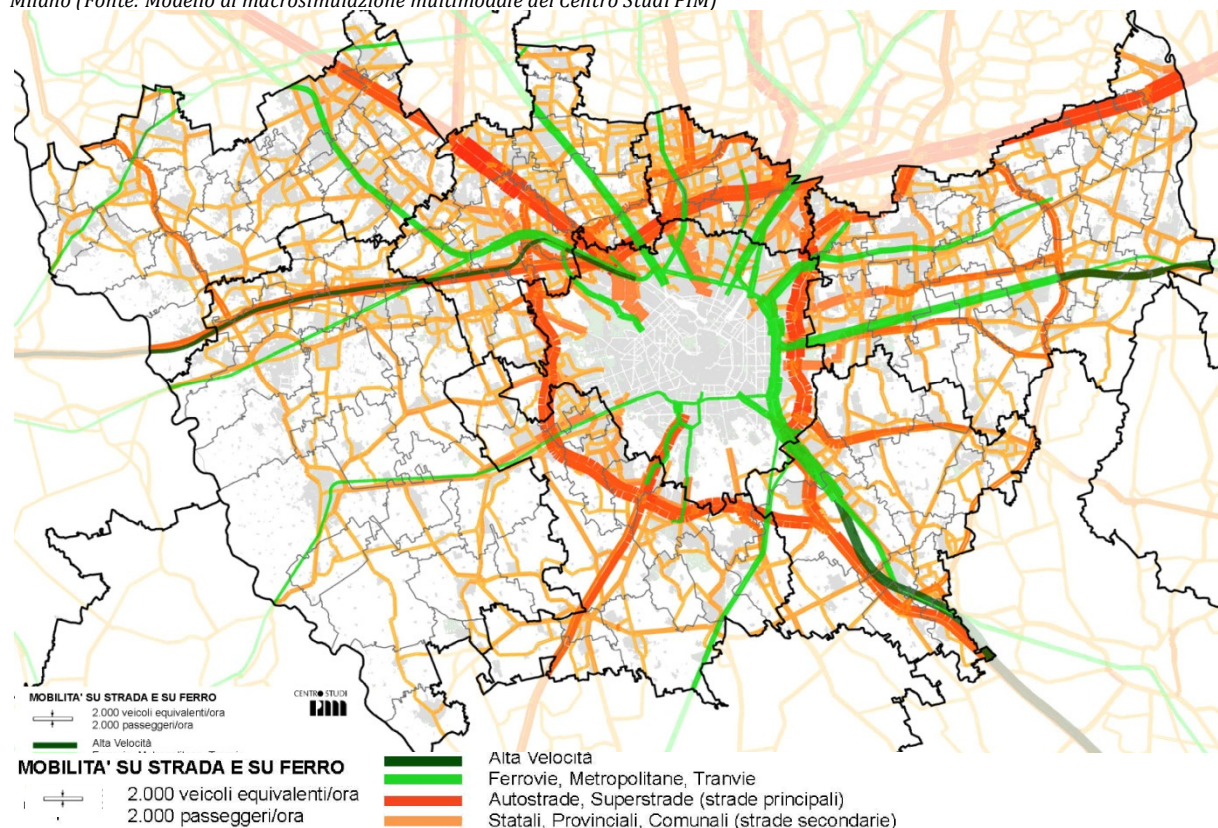 Milano (Fonte: Modello di macrosimulazione multimodale del Centro Studi PIM)
MOBILITA' SU STRADA E SU FERRO
CENTRO STUDI
PIM
2.000 veicoli equivalenti/ora
2.000 passeggeri/ora
Alta Velocità
MOBILITA' SU STRADA E SU FERRO
2.000 veicoli equivalenti/ora
2.000 passeggeri/ora
Alta Velocità
Ferrovie, Metropolitane, Tranvie
Autostrade, Superstrade (strade principali)
Statali, Provinciali, Comunali (strade secondarie)